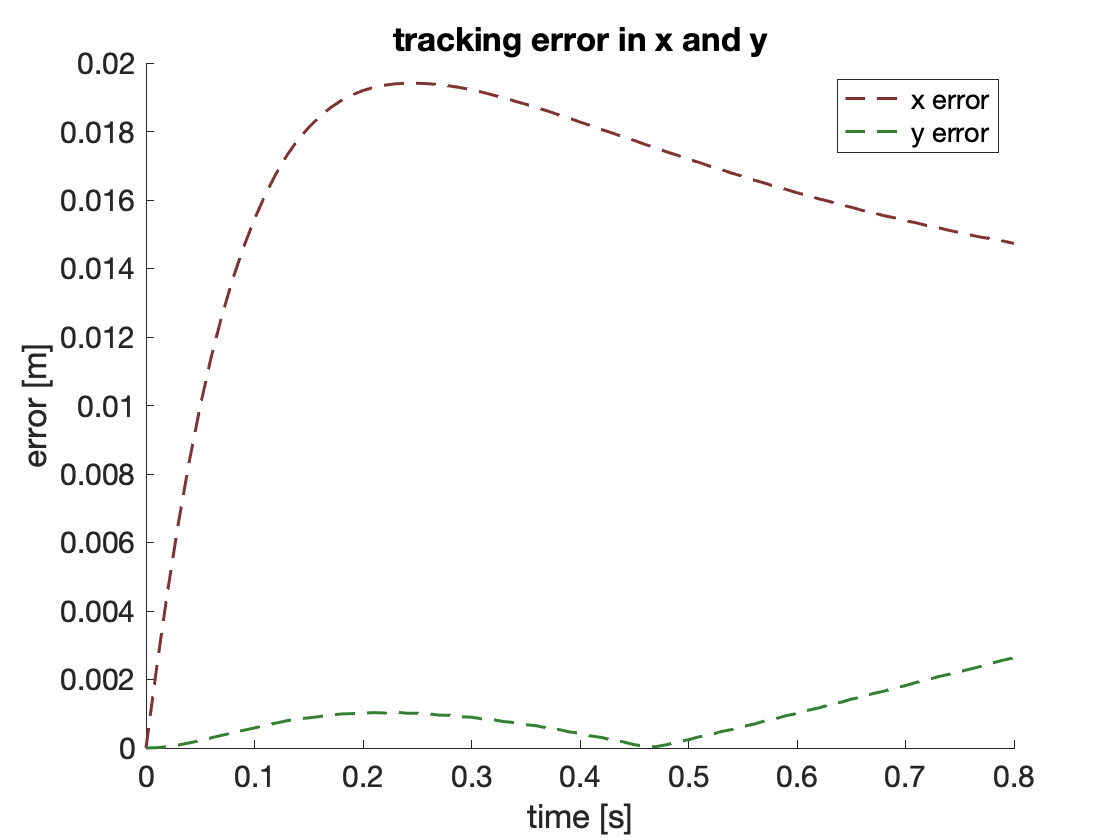 tracking error in x and y
0.02
0.018
0.016
0.014
0.012
0.01
0.008
0.006
0.004
0.002
0
error [m]
x error
y error
0 0.1 0.2 0.3 0.4 0.5 0.6 0.7 0.8
time [s]